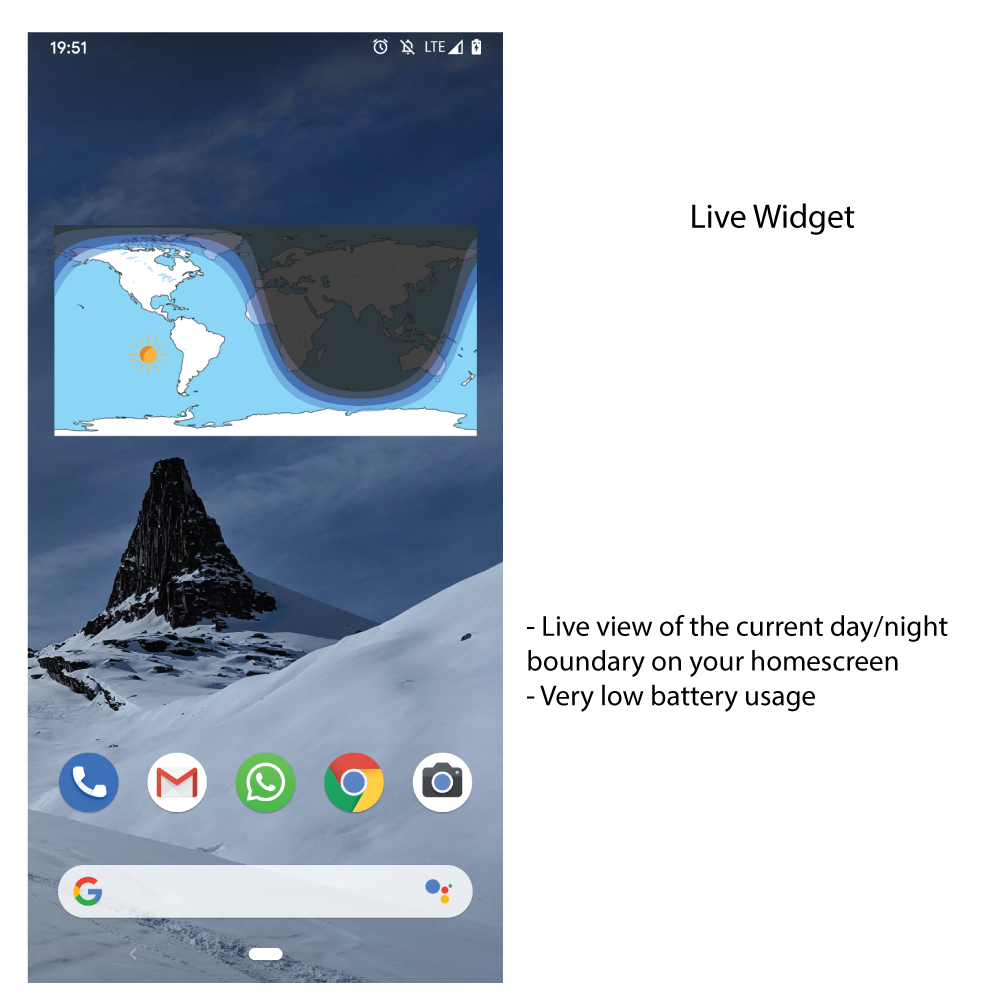 19:51
LTE
Live Widget
- Live view of the current day/night
boundary on your homescreen
- Very low battery usage